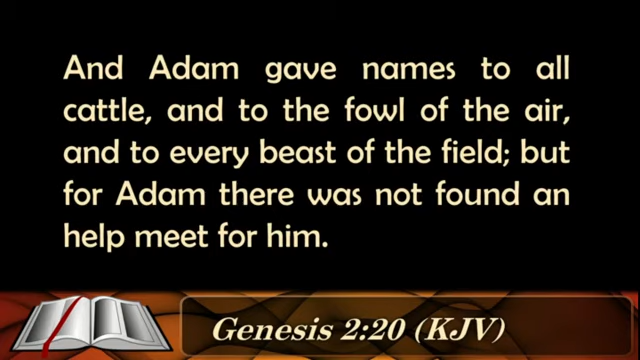 And Adam gave names to all
cattle, and to the fowl of the air,
and to every beast of the field; but
for Adam there was not found an
help meet for him.
Genesis 2:20 (KJV)